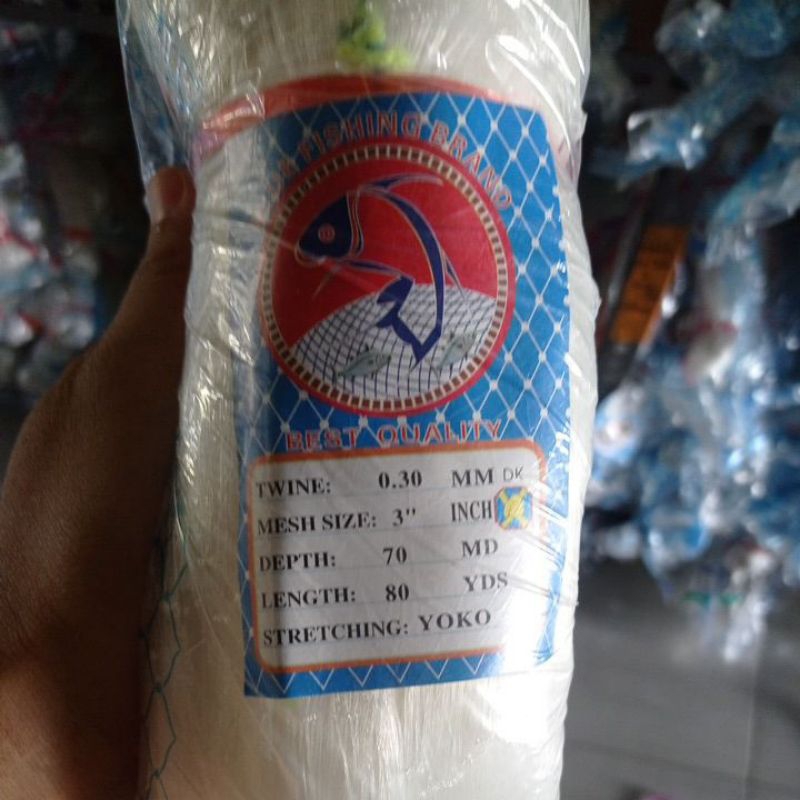 FISHING BRAND
BEST QUALITY
TWINE: 0.30 MM DK
MESH SIZE: 3" INCH
DEPTH: 70 MD
LENGTH: 80 YDS
STRETCHING: YOKO